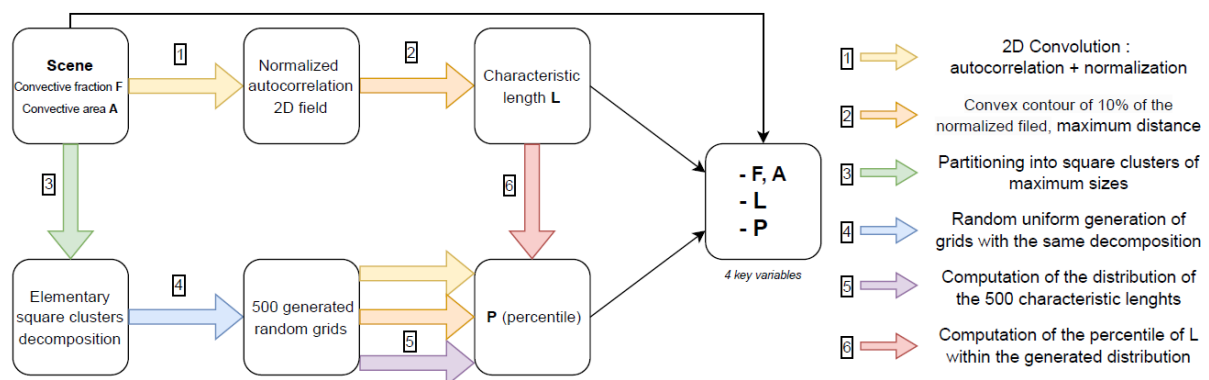 Scene
Convective fraction F
Convective area A
1
Normalized
autocorrelation
2D field
2
Characteristic
length L
3
6
Elementary
square clusters
decomposition
4
500 generated
random grids
5
P (percentile)
- F, A
- L
- P
4 key variables
1
2D Convolution :
autocorrelation + normalization
2
Convex contour of 10% of the
normalized filed, maximum distance
3
Partitioning into square clusters of
maximum sizes
4
Random uniform generation of
grids with the same decomposition
5
Computation of the distribution of
the 500 characteristic lenghts
6
Computation of the percentile of L
within the generated distribution